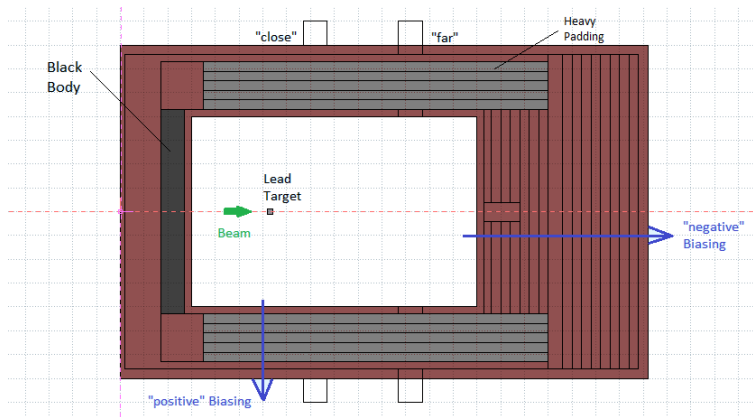 Heavy
Padding
"close"
"far"
Black
Body
Lead
Target
Beam
"negative"
Biasing
"positive" Biasing